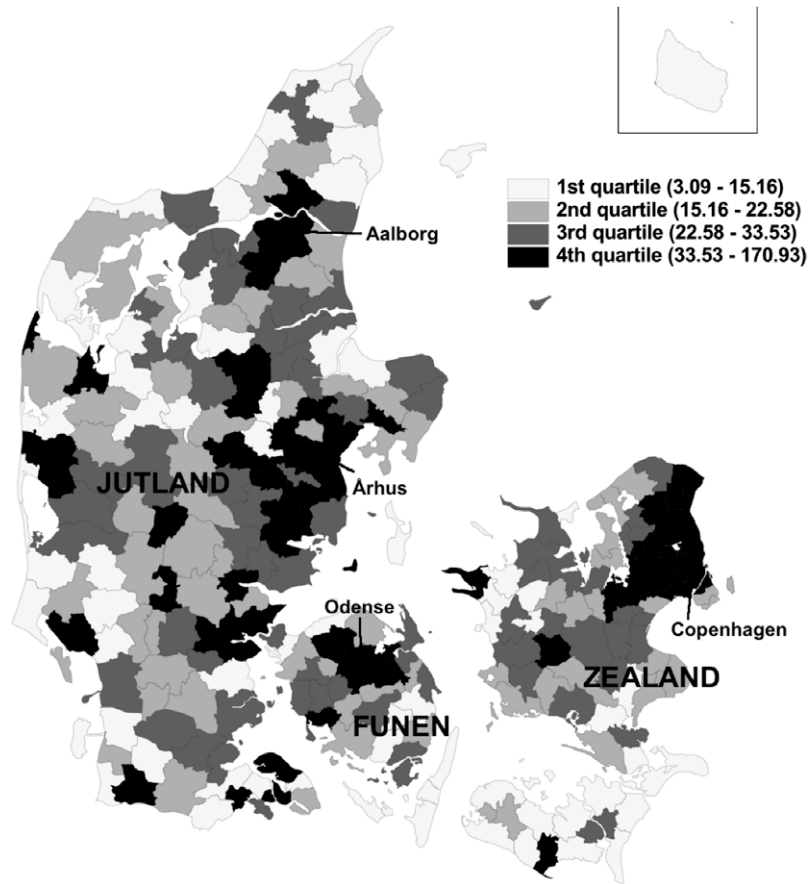 1st quartile (3.09 - 15.16)
2nd quartile (15.16 - 22.58)
3rd quartile (22.58 - 33.53)
4th quartile (33.53 - 170.93)
Aalborg
JUTLAND
Århus
Odense
Copenhagen
ZEALAND
FUNEN